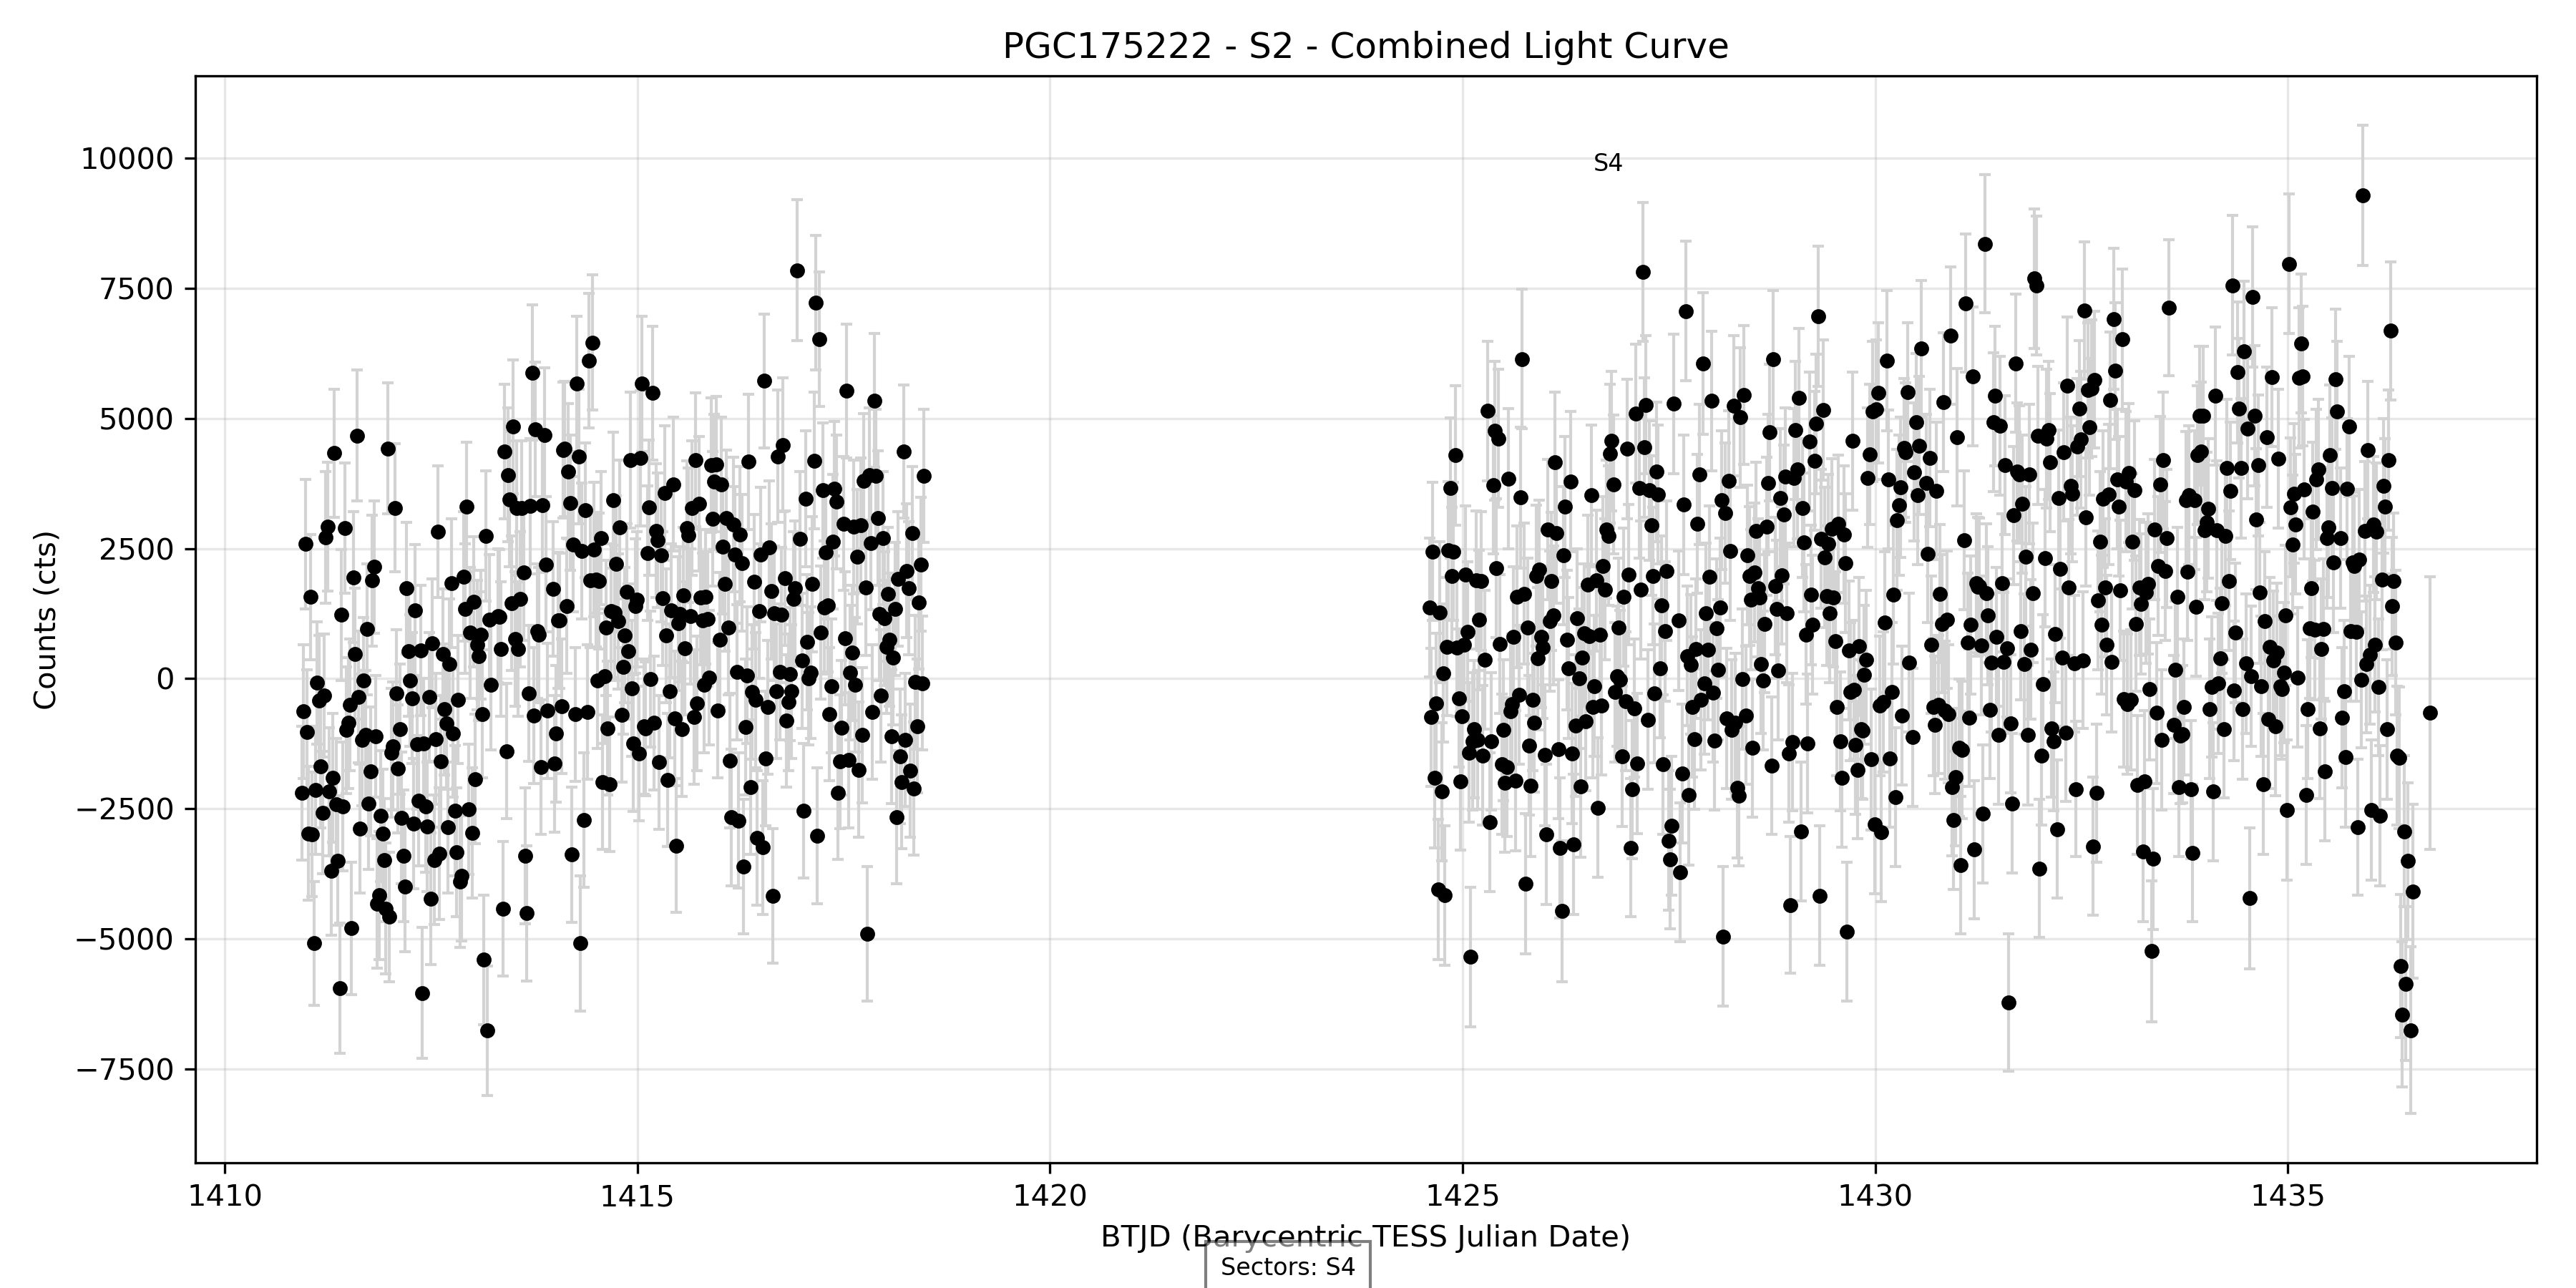 PGC175222 - S2 - Combined Light Curve
Counts (cts)
10000
7500
5000
2500
0
−2500
−5000
−7500
S4
1410
1415
1420
1425
1430
1435
BTJD (Barycentric TESS Julian Date)
Sectors: S4